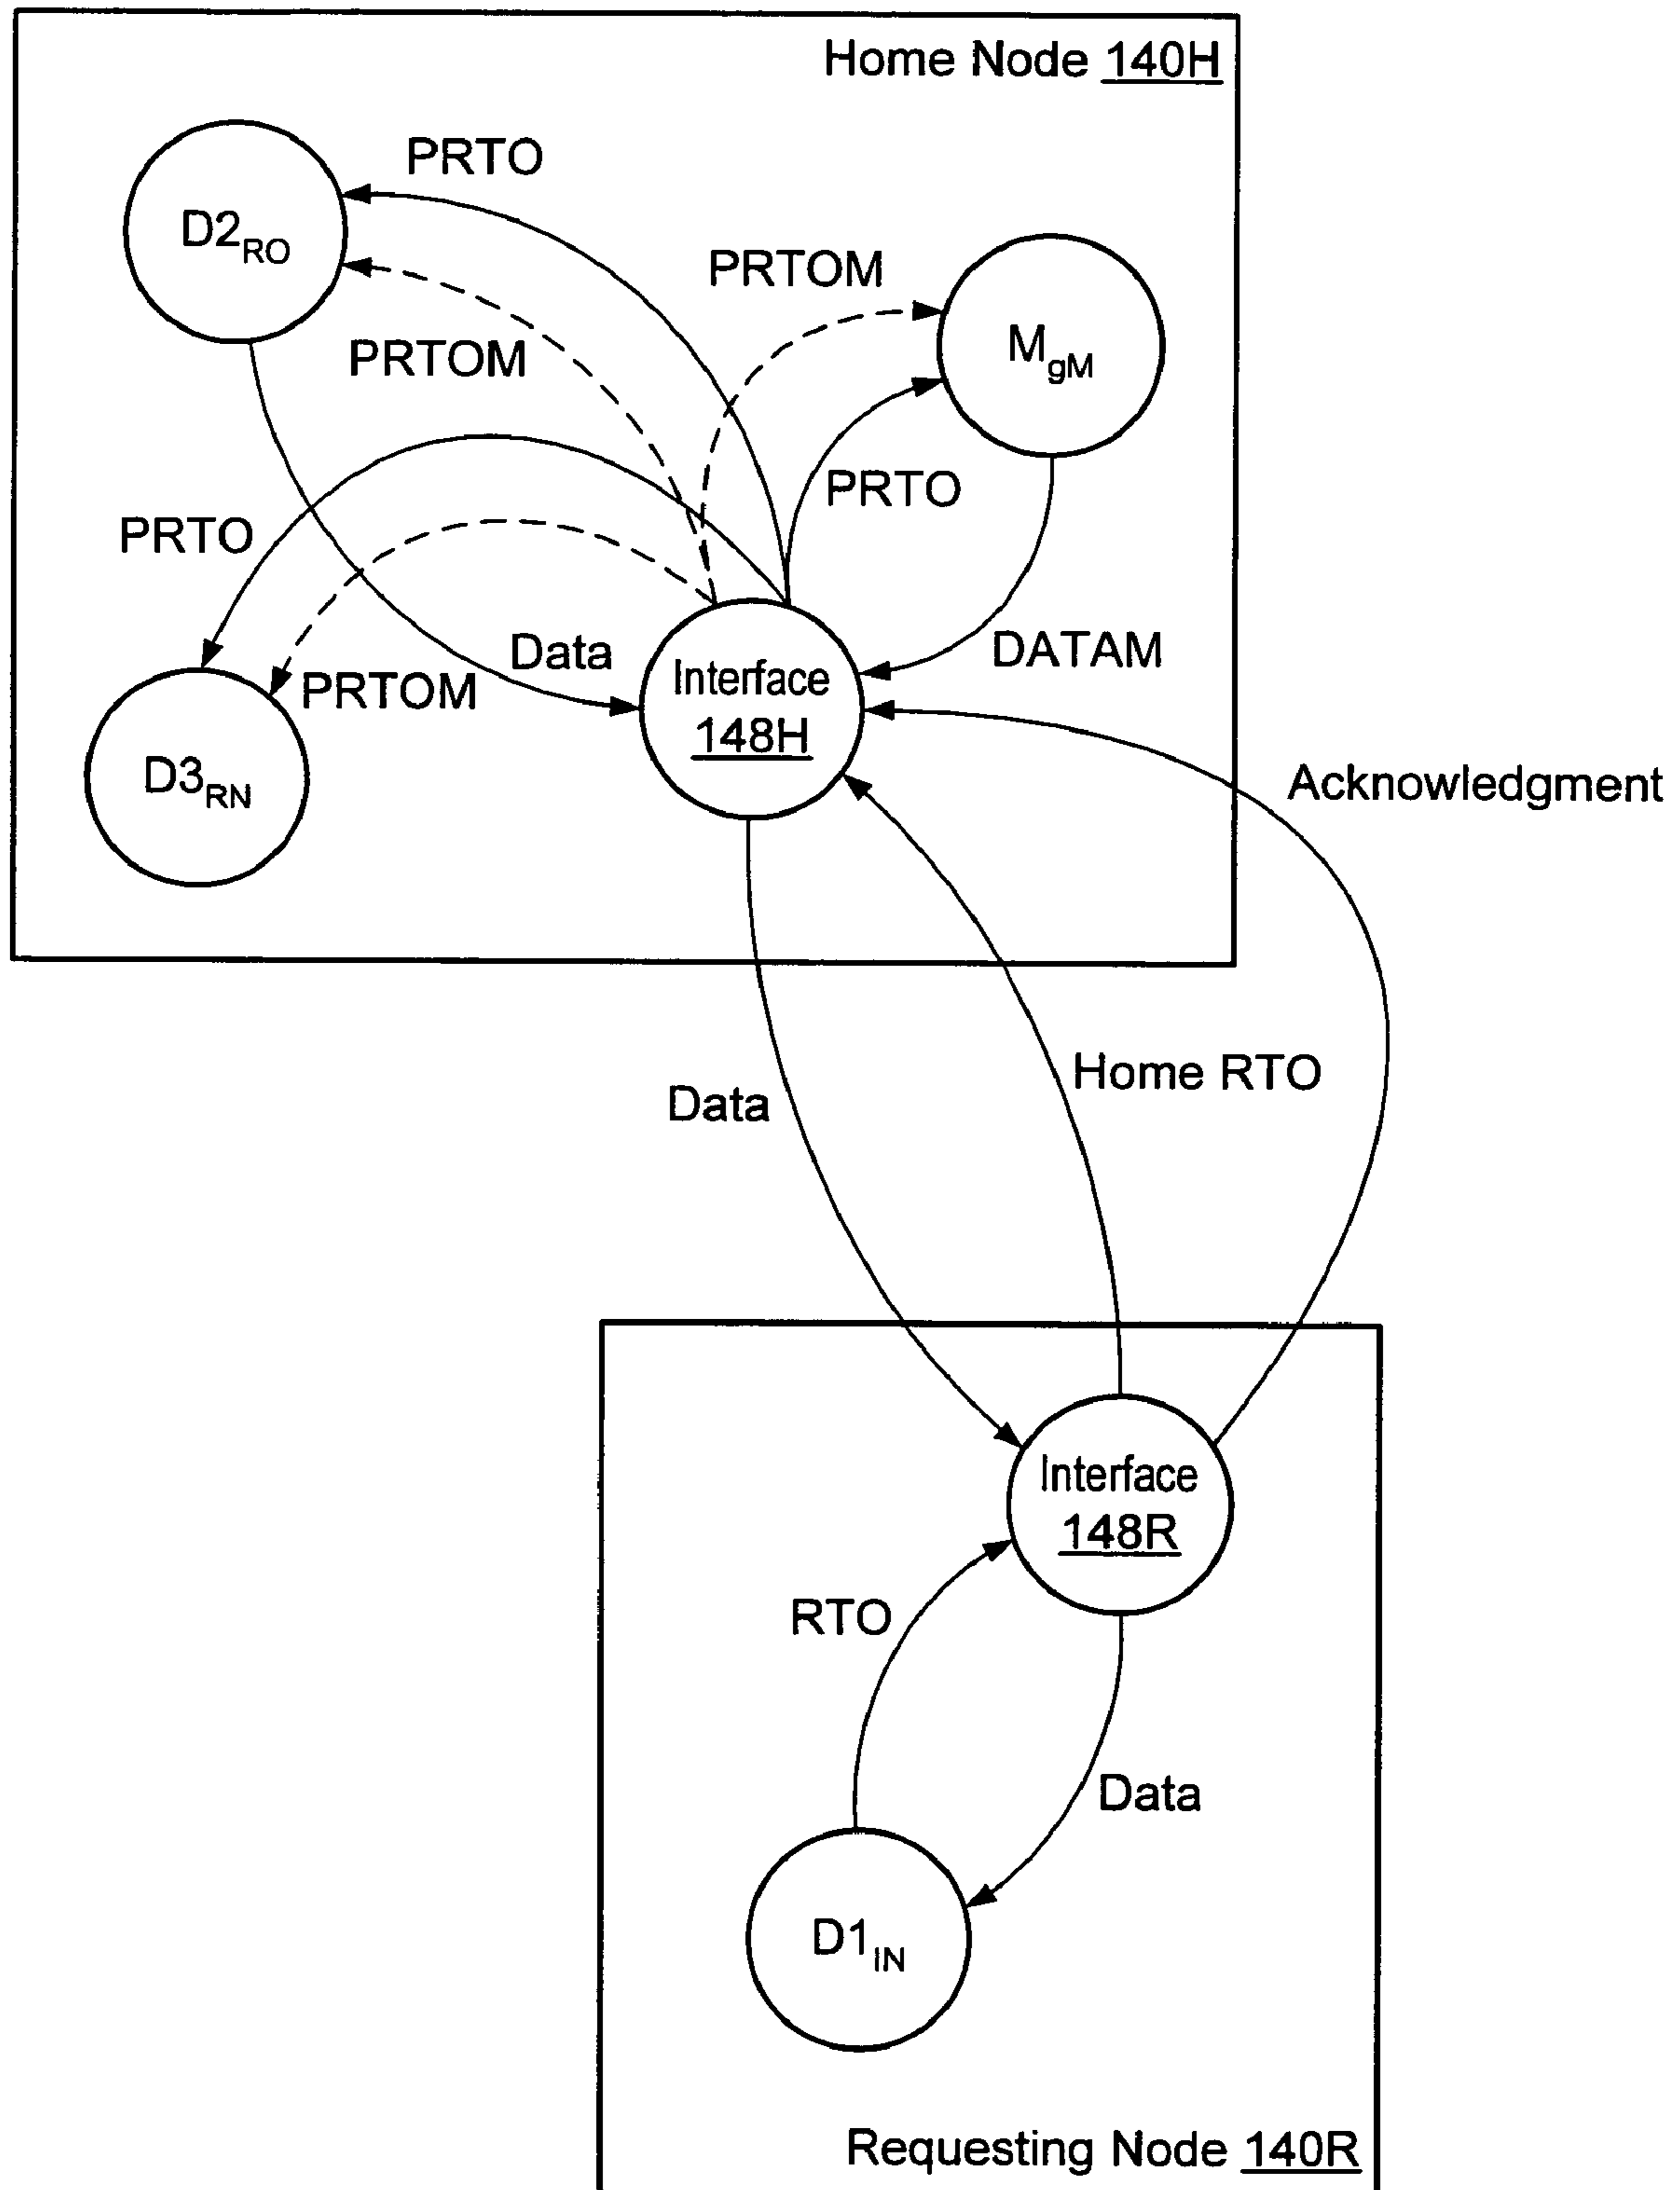 Home Node 140H
PRTO
D2RO
PRTOM
MgM
PRTOM
PRTO
PRTO
Data
DATAM
Interface
148H
PRTOM
D3RN
Acknowledgment
Home RTO
Data
Interface
148R
RTO
Data
D1IN
Requesting Node 140R